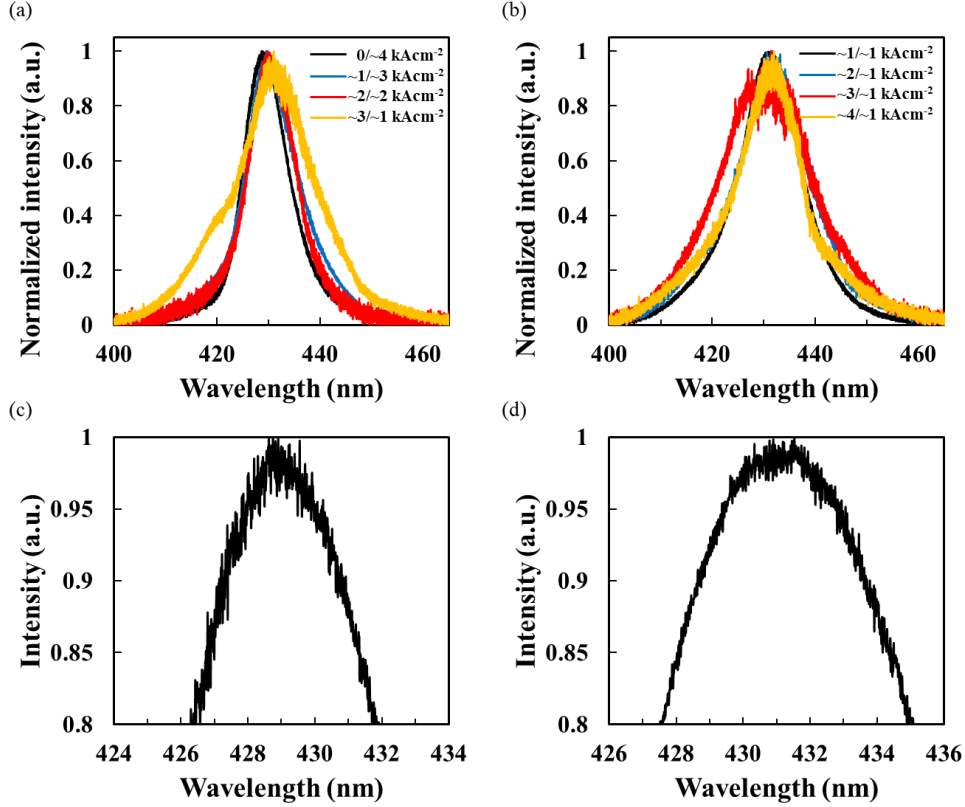 (a)
Normalized intensity (a.u.)
1
0.8
0.6
0.4
0.2
0
0/~4 kAcm-2
~1/~3 kAcm-2
~2/~2 kAcm-2
~3/~1 kAcm-2
400
420
440
460
Wavelength (nm)
(b)
Normalized intensity (a.u.)
1
0.8
0.6
0.4
0.2
0
~1/~1 kAcm-2
~2/~1 kAcm-2
~3/~1 kAcm-2
~4/~1 kAcm-2
400
420
440
460
Wavelength (nm)
(c)
Intensity (a.u.)
1
0.95
0.9
0.85
0.8
424
426
428
430
432
434
Wavelength (nm)
(d)
Intensity (a.u.)
1
0.95
0.9
0.85
0.8
426
428
430
432
434
436
Wavelength (nm)